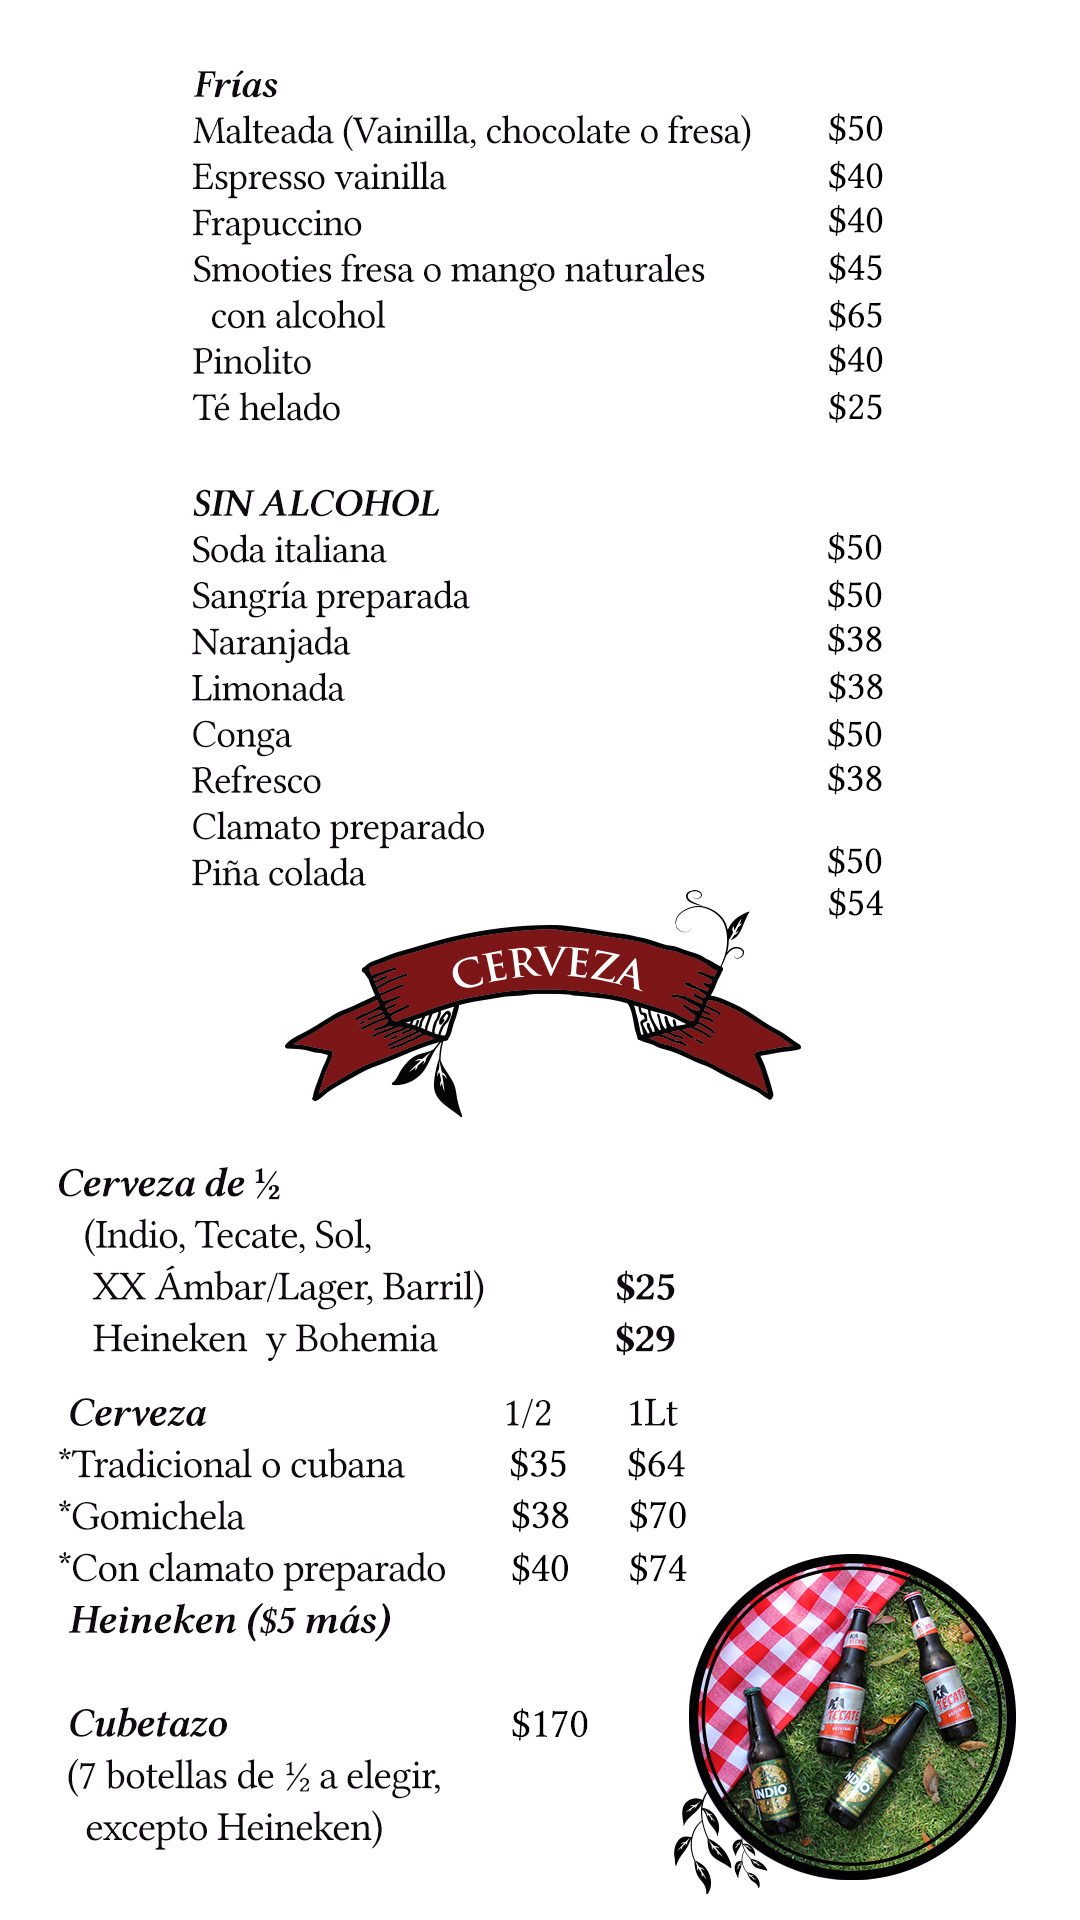 Frías
Malteada (Vainilla, chocolate o fresa) $50
Espresso vainilla $40
Frapuccino $40
Smooties fresa o mango naturales $45
con alcohol $65
Pinolito $40
Té helado $25
SIN ALCOHOL
Soda italiana $50
Sangría preparada $50
Naranjada $38
Limonada $38
Conga $50
Refresco $38
Clamato preparado
$50
Piña colada
$54
CERVEZA
Cerveza de ½
(Indio, Tecate, Sol,
XX Ámbar/Lager, Barril) $25
Heineken y Bohemia $29
Cerveza 1/2 1Lt
*Tradicional o cubana $35 $64
*Gomichela $38 $70
*Con clamato preparado $40 $74
Heineken ($5 más)
Cubetazo $170
(7 botellas de ½ a elegir,
excepto Heineken)
TECATE
ORIGINAL
TECATE
INDIO
INDIO